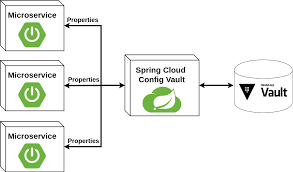 Microservice
Properties
Microservice
Properties
Microservice
Properties
Spring Cloud
Config Vault
Vault